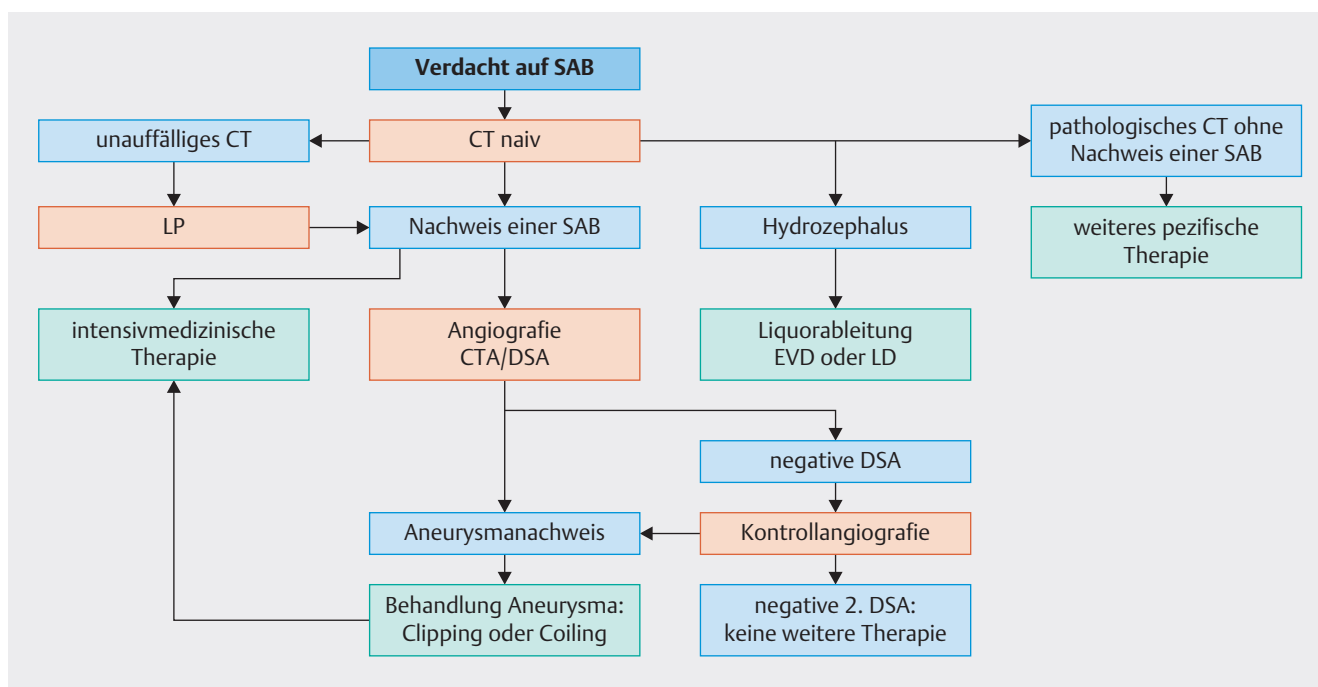 Verdacht auf SAB
unauffälliges CT
CT naiv
pathologisches CT ohne
Nachweis einer SAB
LP
Nachweis einer SAB
Hydrozephalus
weiteres pezifische
Therapie
intensivmedizinische
Therapie
Angiografie
CTA/DSA
Liquorableitung
EVD oder LD
negative DSA
Aneurysmanachweis
Kontrollangiografie
Behandlung Aneurysma:
Clipping oder Coiling
negative 2. DSA:
keine weitere Therapie